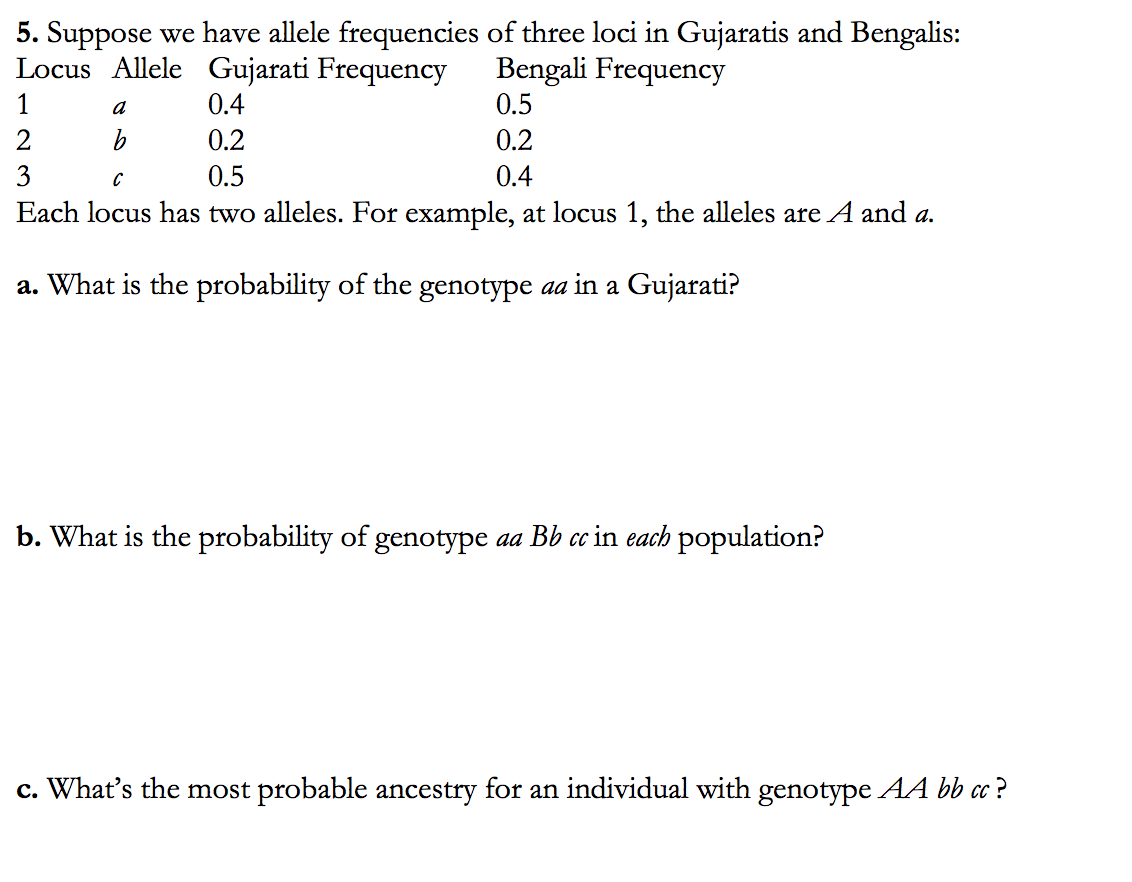 5. Suppose we have allele frequencies of three loci in Gujaratis and Bengalis:
Locus Allele Gujarati Frequency Bengali Frequency
1 a 0.4 0.5
2 b 0.2 0.2
3 c 0.5 0.4
Each locus has two alleles. For example, at locus 1, the alleles are A and a.
a. What is the probability of the genotype aa in a Gujarati?
b. What is the probability of genotype aa Bb cc in each population?
c. What’s the most probable ancestry for an individual with genotype AA bb cc ?